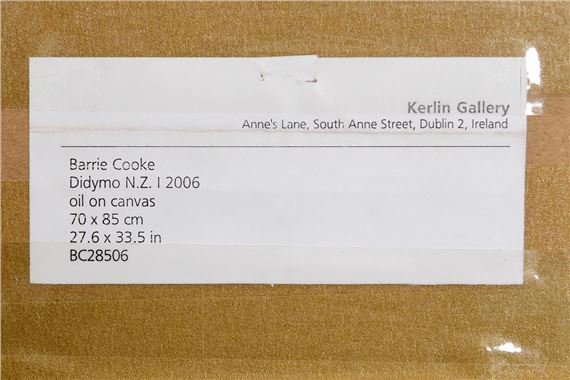 Kerlin Gallery
Anne's Lane, South Anne Street, Dublin 2, Ireland
Barrie Cooke
Didymo N.Z. I 2006
oil on canvas
70 x 85 cm
27.6 x 33.5 in
BC28506